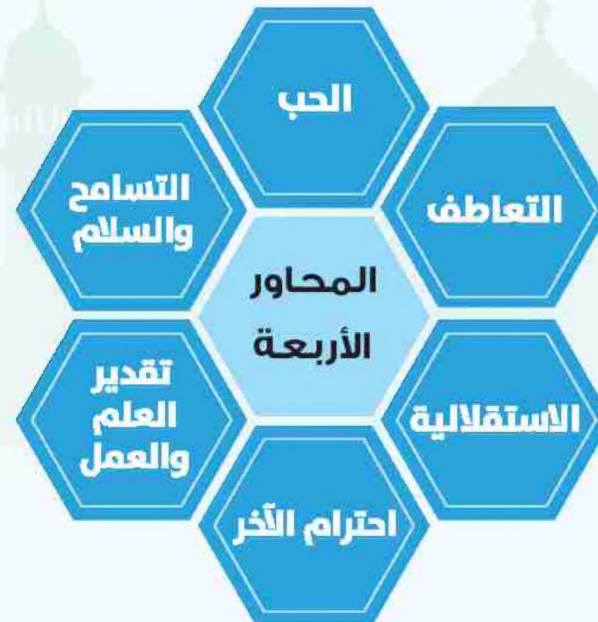 الحب
التعاطف
التسامح
والسلام
المحاور
الأربعة
الاستقلالية
تقدير
العلم
والعمل
احترام الآخر